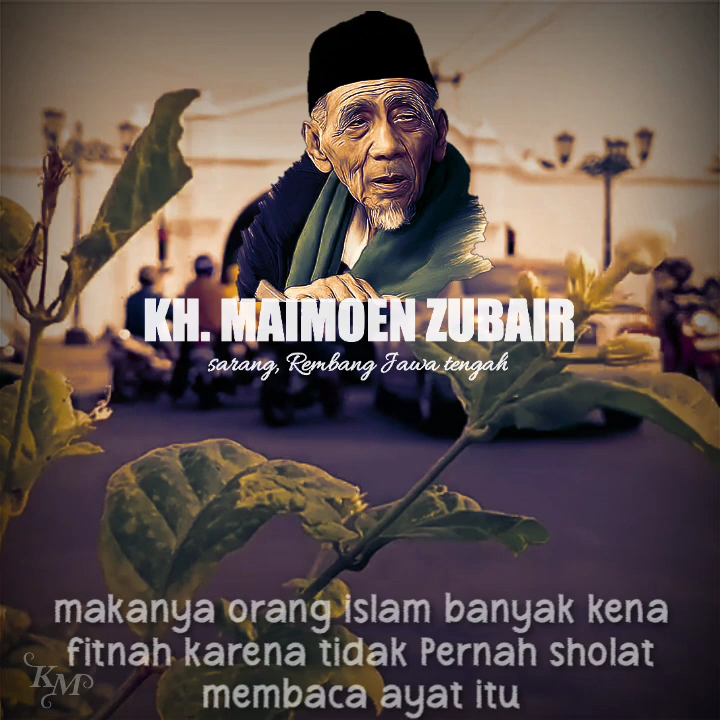 KH. MAIMOEN ZUBAIR
sarang, Rembang Jawa tengah
makanya orang islam banyak kena
fitnah karena tidak Pernah sholat
membaca ayat itu
KM